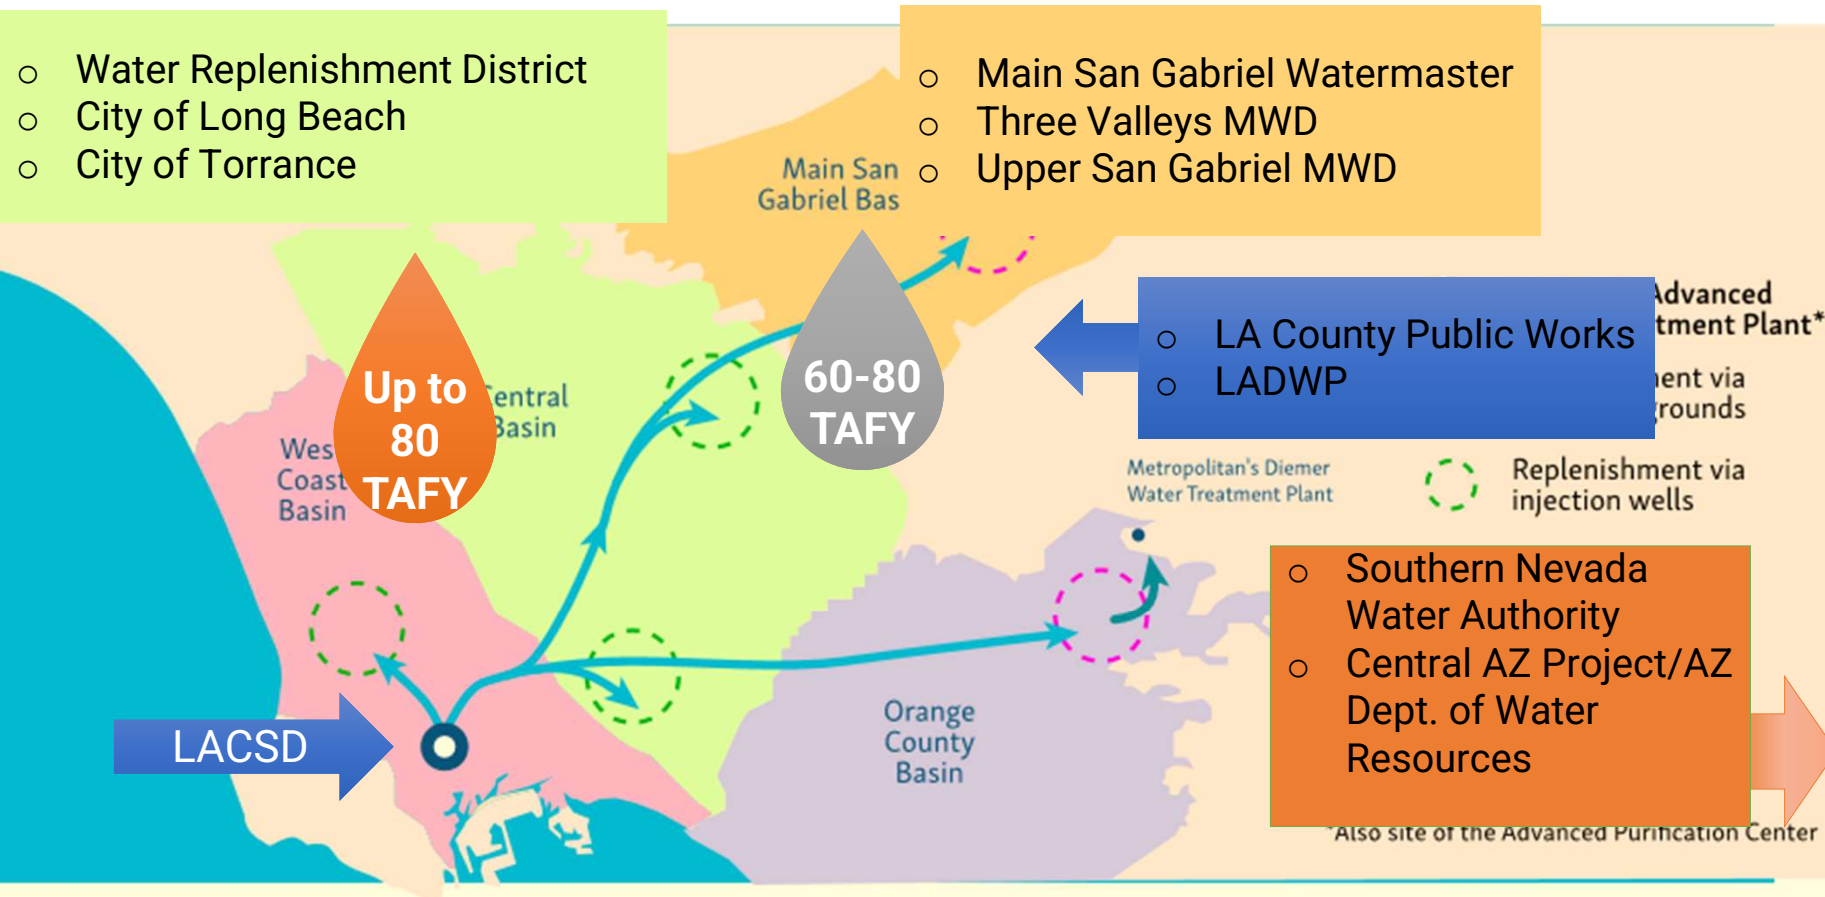 Water Replenishment District
City of Long Beach
City of Torrance
Main San Gabriel Watermaster
Three Valleys MWD
Upper San Gabriel MWD
Main San
Gabriel Bas
Up to
80
TAFY
60-80
TAFY
entral
Basin
Wes
Coast
Basin
LA County Public Works
LADWP
Advanced
tment Plant*
ent via
rounds
Metropolitan's Diemer
Water Treatment Plant
Replenishment via
injection wells
Southern Nevada
Water Authority
Central AZ Project/AZ
Dept. of Water
Resources
LACSD
Orange
County
Basin
*Also site of the Advanced Purification Center